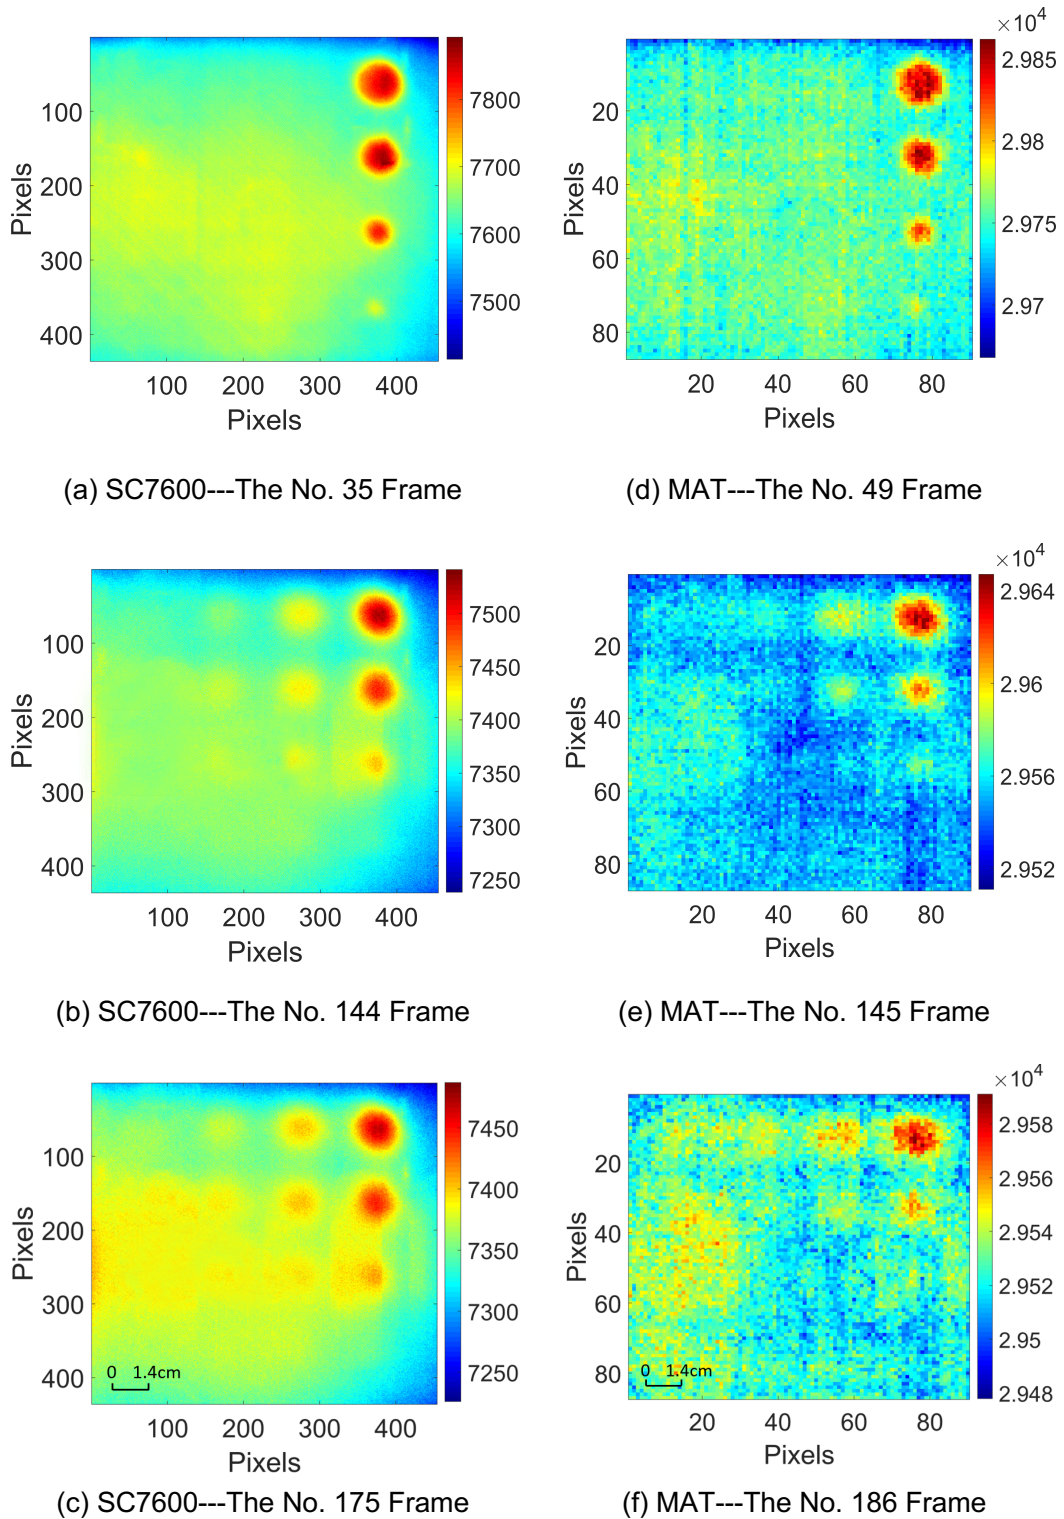 ×10⁴
100
200
300
400
Pixels
100 200 300 400
Pixels
7800
7700
7600
7500
20
40
60
80
Pixels
20 40 60 80
Pixels
2.985
2.98
2.975
2.97
(a) SC7600---The No. 35 Frame
(d) MAT---The No. 49 Frame
100
200
300
400
Pixels
100 200 300 400
Pixels
7500
7450
7400
7350
7300
7250
×10⁴
20
40
60
80
Pixels
20 40 60 80
Pixels
2.964
2.96
2.956
2.952
(b) SC7600---The No. 144 Frame
(e) MAT---The No. 145 Frame
100
200
300
400
Pixels
0 1.4cm
100 200 300 400
Pixels
7450
7400
7350
7300
7250
×10⁴
20
40
60
80
Pixels
0 1.4cm
20 40 60 80
Pixels
2.958
2.956
2.954
2.952
2.95
2.948
(c) SC7600---The No. 175 Frame
(f) MAT---The No. 186 Frame